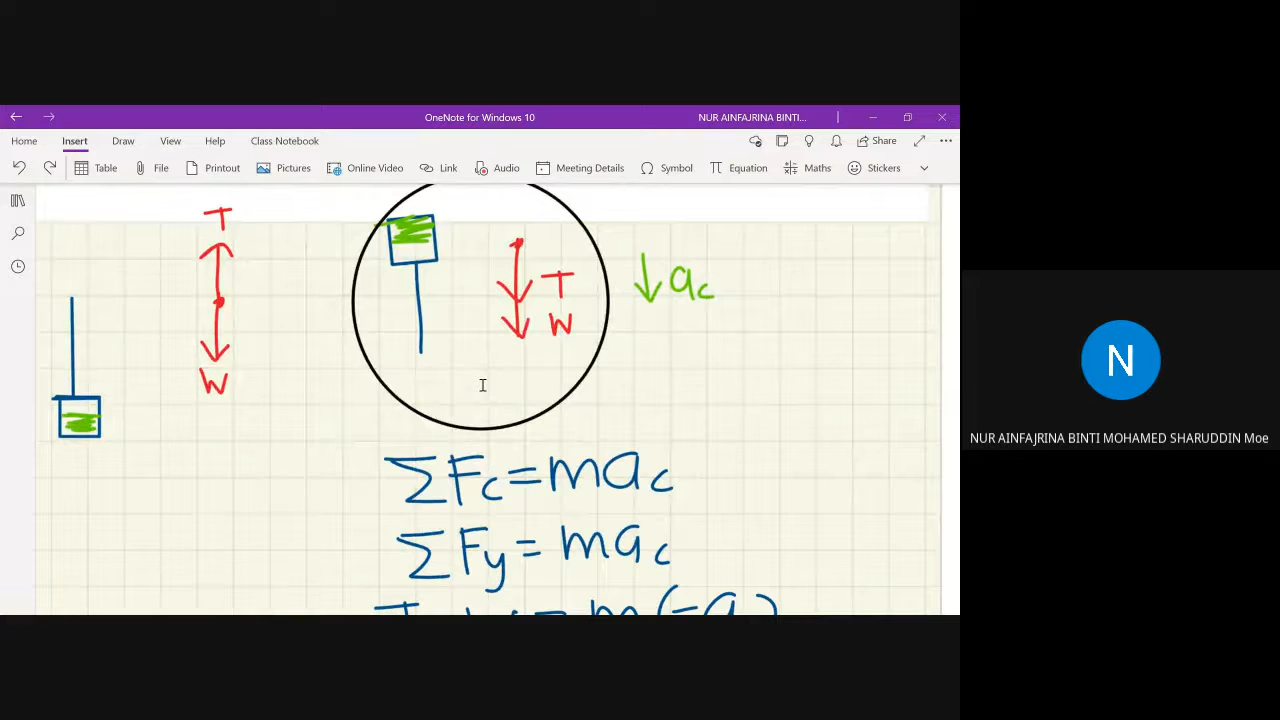 OneNote for Windows 10
NUR AINFAJRINA BINTI...
Home Insert Draw View Help Class Notebook
Share
Table File Printout Pictures Online Video Link Audio Meeting Details Symbol Equation Maths Stickers
T
W
T
W
ac
ΣFc=mac
ΣFy=mac
= m(-a)
N
NUR AINFAJRINA BINTI MOHAMED SHARUDDIN Moe